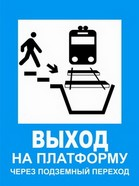 ВЫХОД
НА ПЛАТФОРМУ
ЧЕРЕЗ ПОДЗЕМНЫЙ ПЕРЕХОД